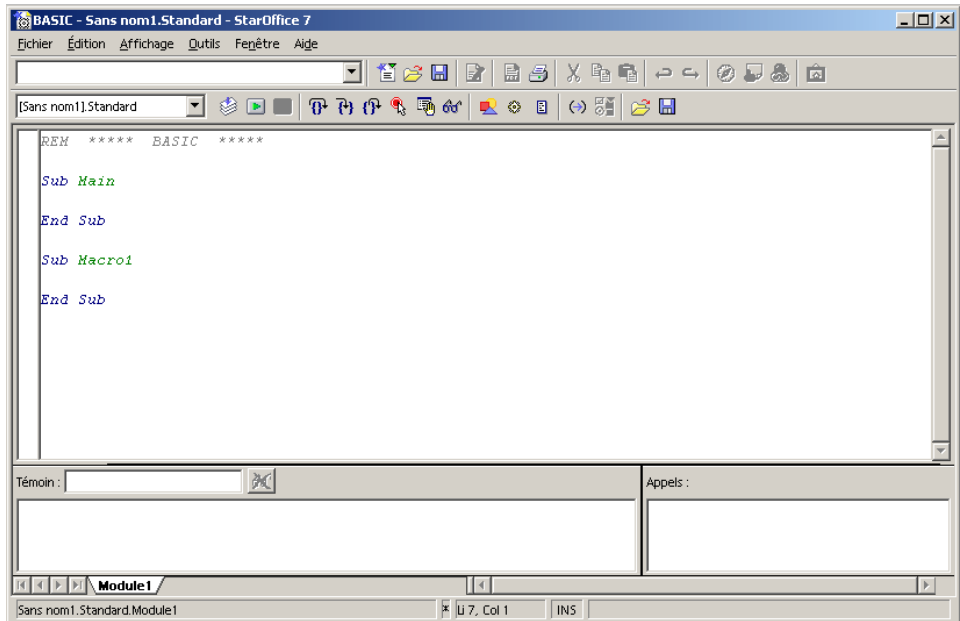 BASIC - Sans nom1.Standard - StarOffice 7
Fichier Édition Affichage Outils Fenêtre Aide
[Sans nom1].Standard
REM ***** BASIC *****
Sub Main
End Sub
Sub Macro1
End Sub
Témoin :
Appels :
Module1
Sans nom1.Standard.Module1 * Li 7, Col 1 INS